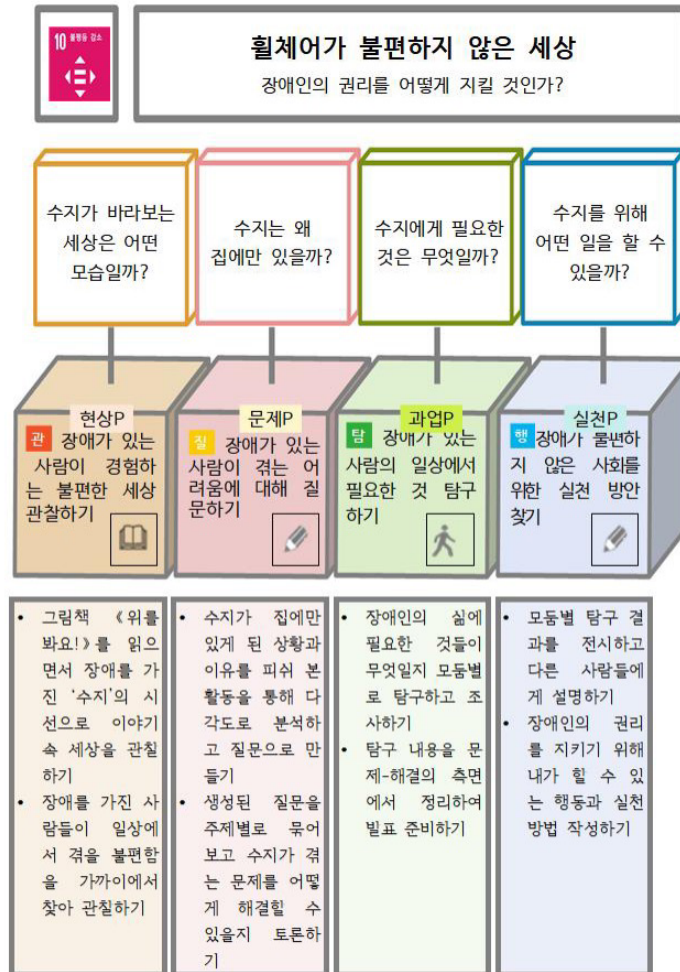 10 불평등 감소
휠체어가 불편하지 않은 세상
장애인의 권리를 어떻게 지킬 것인가?
수지가 바라보는
세상은 어떤
모습일까?
수지는 왜
집에만 있을까?
수지에게 필요한
것은 무엇일까?
수지를 위해
어떤 일을 할 수
있을까?
현상P
관 장애가 있는
사람이 경험하
는 불편한 세상
관찰하기
문제P
질 장애가 있는
사람이 겪는 어
려움에 대해 질
문하기
과업P
탐 장애가 있는
사람의 일상에서
필요한 것 탐구
하기
실천P
행 장애가 불편하
지 않은 사회를
위한 실천 방안
찾기
• 그림책 《위를
봐요!》를 읽으
면서 장애를 가
진 ‘수지’의 시
선으로 이야기
속 세상을 관찰
하기
• 장애를 가진 사
람들이 일상에
서 겪을 불편함
을 가까이에서
찾아 관찰하기
• 수지가 집에만
있게 된 상황과
이유를 피쉬 본
활동을 통해 다
각도로 분석하
고 질문으로 만
들기
• 생성된 질문을
주제별로 묶어
보고 수지가 겪
는 문제를 어떻
게 해결할 수
있을지 토론하
기
• 장애인의 삶에
필요한 것들이
무엇일지 모둠별
로 탐구하고 조
사하기
• 탐구 내용을 문
제-해결의 측면
에서 정리하여
발표 준비하기
• 모둠별 탐구 결
과를 전시하고
다른 사람들에
게 설명하기
• 장애인의 권리
를 지키기 위해
내가 할 수 있
는 행동과 실천
방법 작성하기